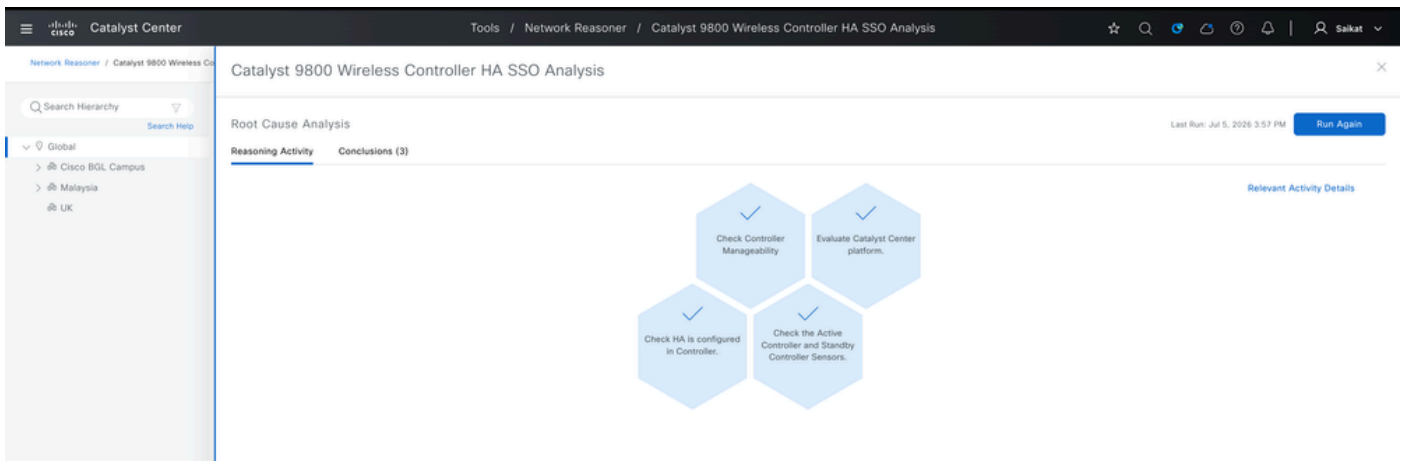 cisco Catalyst Center
Tools / Network Reasoner / Catalyst 9800 Wireless Controller HA SSO Analysis
Saikat
Network Reasoner / Catalyst 9800 Wireless Co
Catalyst 9800 Wireless Controller HA SSO Analysis
Search Hierarchy
Search Help
Global
Cisco BGL Campus
Malaysia
UK
Root Cause Analysis
Last Run: Jul 5, 2026 3:57 PM
Run Again
Reasoning Activity Conclusions (3)
Relevant Activity Details
Check Controller
Manageability
Evaluate Catalyst Center
platform.
Check HA is configured
in Controller.
Check the Active
Controller and Standby
Controller Sensors.